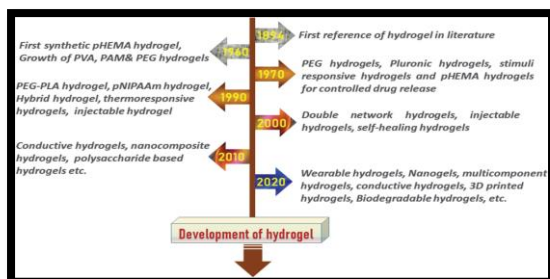 1894
First reference of hydrogel in literature
First synthetic pHEMA hydrogel,
Growth of PVA, PAM& PEG hydrogels
1960
1970
PEG hydrogels, Pluronic hydrogels, stimuli
responsive hydrogels and pHEMA hydrogels
for controlled drug release
PEG-PLA hydrogel, pNIPAAm hydrogel,
Hybrid hydrogel, thermoresponsive
hydrogels, injectable hydrogel
1990
2000
Double network hydrogels, injectable
hydrogels, self-healing hydrogels
Conductive hydrogels, nanocomposite
hydrogels, polysaccharide based
hydrogels etc.
2010
2020
Wearable hydrogels, Nanogels, multicomponent
hydrogels, conductive hydrogels, 3D printed
hydrogels, Biodegradable hydrogels, etc.
Development of hydrogel